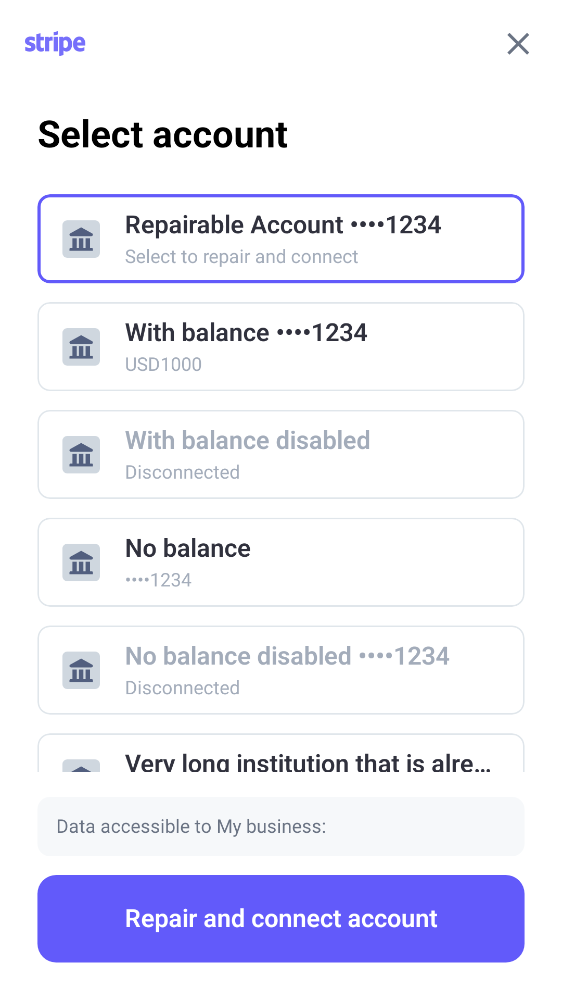 stripe
Select account
Repairable Account ••••1234
Select to repair and connect
With balance ••••1234
USD1000
With balance disabled
Disconnected
No balance
••••1234
No balance disabled ••••1234
Disconnected
Very long institution that is alre...
Data accessible to My business:
Repair and connect account